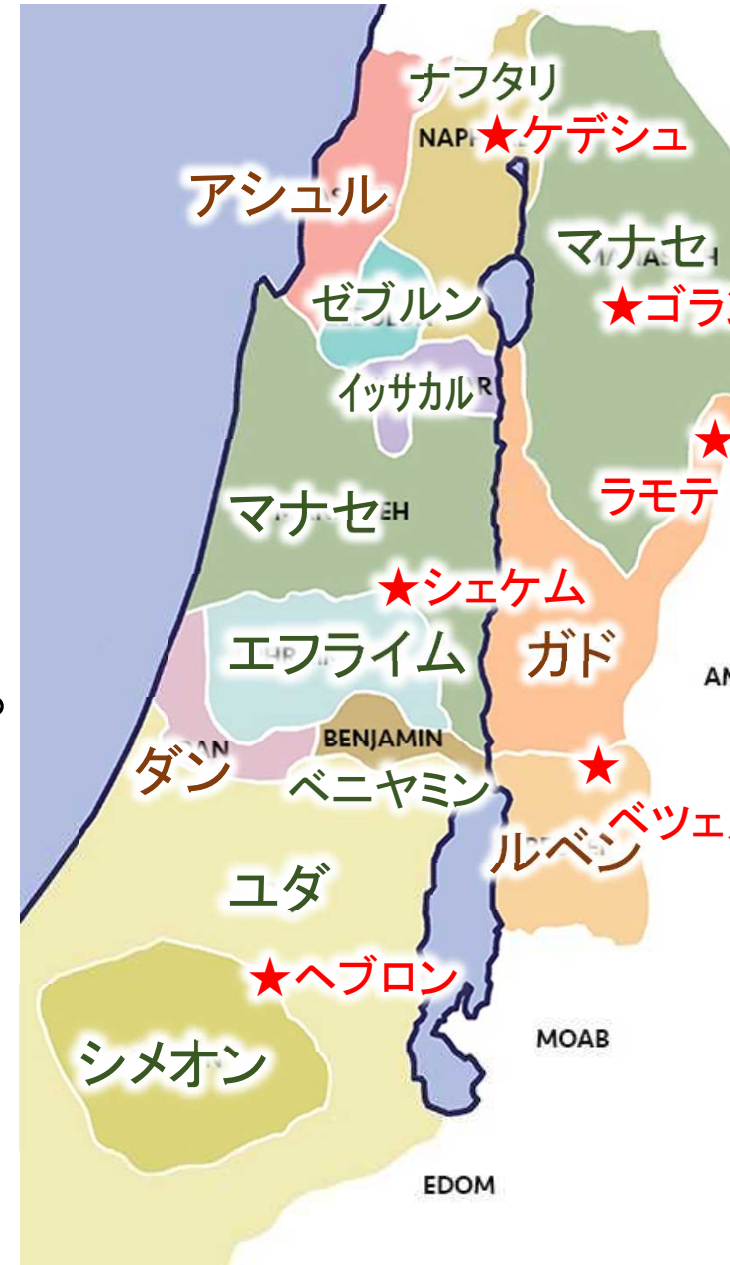 ナフタリ
NAPH
★ケデシュ
アシュル
マナセ
ゼブルン
★ゴラン
イッサカル
R
★
ラモテ
マナセ
EH
★シェケム
エフライム
ガド
AM
BENJAMIN
AN
ダン
ベニヤミン
★
ベツェ
ルベン
ユダ
★ヘブロン
シメオン
MOAB
EDOM